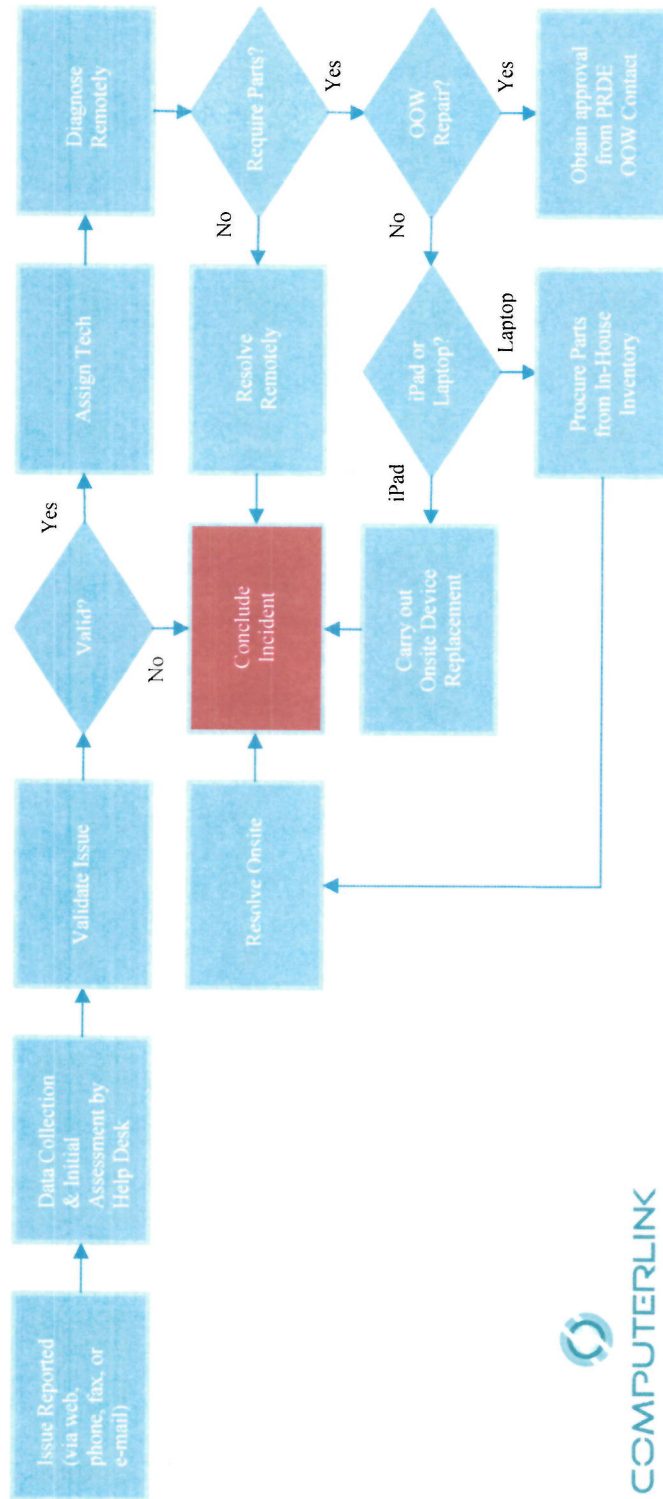 Issue Reported
(via web,
phone, fax, or
e-mail)
Data Collection
& Initial
Assessment by
Help Desk
Validate Issue
Valid?
Yes
No
Assign Tech
Diagnose
Remotely
Require Parts?
No
Yes
Resolve
Remotely
Conclude
Incident
Resolve Onsite
OOW
Repair?
No
Yes
iPad or
Laptop?
iPad
Laptop
Carry out
Onsite Device
Replacement
Procure Parts
from In-House
Inventory
Obtain approval
from PRDE
OOW Contact
COMPUTERLINK